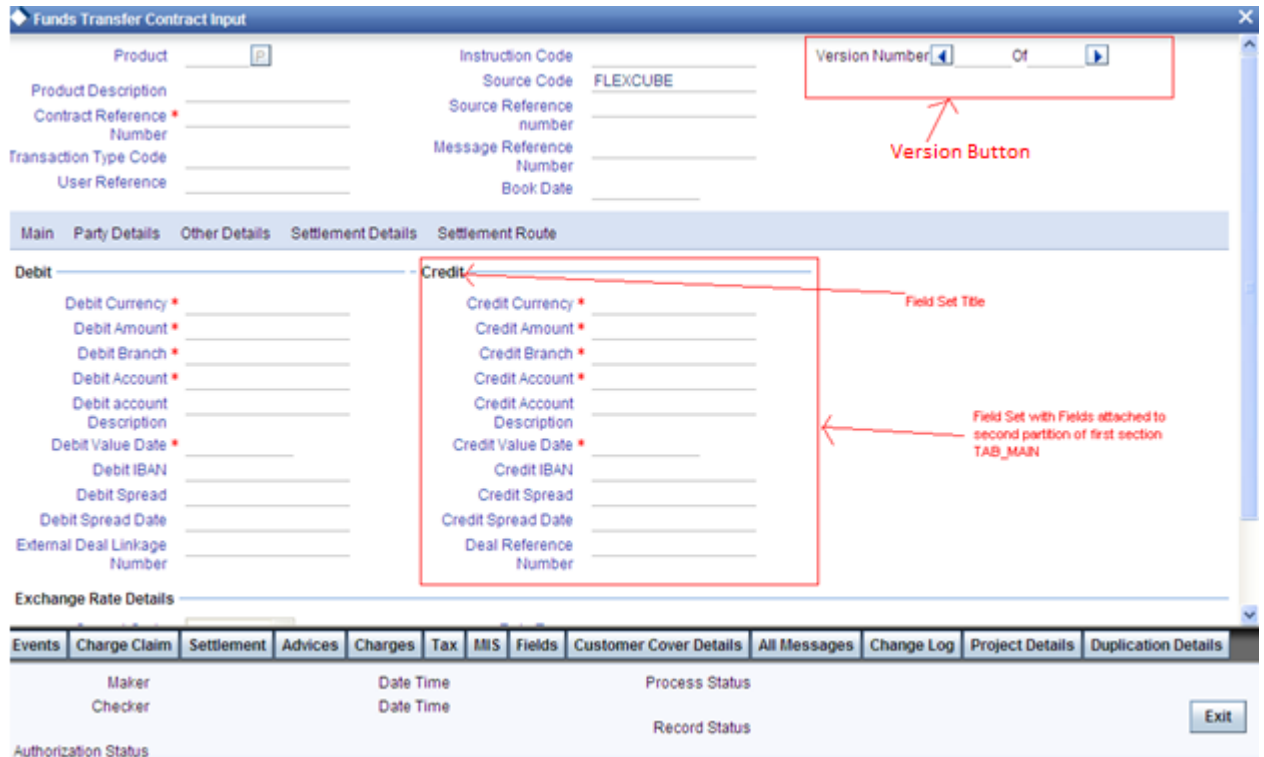 Funds Transfer Contract Input
Product
P
Product Description
Contract Reference *
Number
Transaction Type Code
User Reference
Instruction Code
Source Code FLEXCUBE
Source Reference
number
Message Reference
Number
Book Date
Version Number Of
Version Button
Main Party Details Other Details Settlement Details Settlement Route
Debit
Debit Currency *
Debit Amount *
Debit Branch *
Debit Account *
Debit account
Description
Debit Value Date *
Debit IBAN
Debit Spread
Debit Spread Date
External Deal Linkage
Number
Credit
Credit Currency *
Credit Amount *
Credit Branch *
Credit Account *
Credit Account
Description
Credit Value Date *
Credit IBAN
Credit Spread
Credit Spread Date
Deal Reference
Number
Field Set Title
Field Set with Fields attached to
second partition of first section
TAB_MAIN
Exchange Rate Details
Events Charge Claim Settlement Advices Charges Tax MIS Fields Customer Cover Details All Messages Change Log Project Details Duplication Details
Maker Date Time Process Status
Checker Date Time
Record Status
Exit
Authorization Status